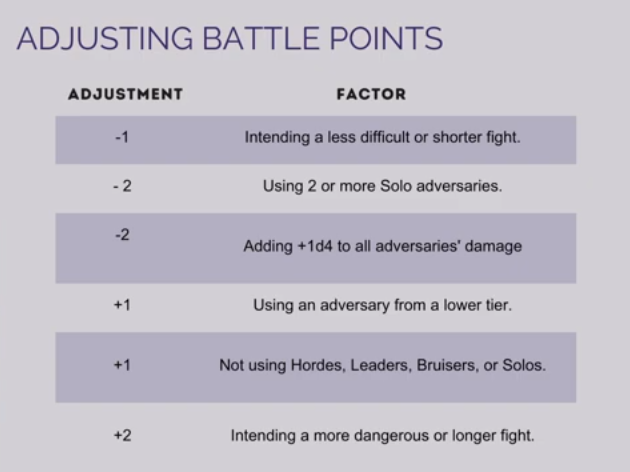 ADJUSTING BATTLE POINTS
ADJUSTMENT FACTOR
-1 Intending a less difficult or shorter fight.
- 2 Using 2 or more Solo adversaries.
-2 Adding +1d4 to all adversaries' damage
+1 Using an adversary from a lower tier.
+1 Not using Hordes, Leaders, Bruisers, or Solos.
+2 Intending a more dangerous or longer fight.